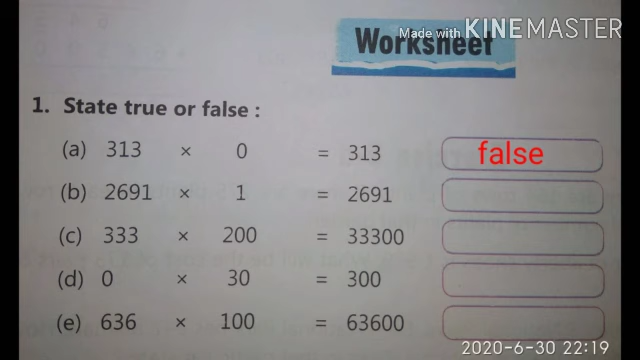 Made with KINEMASTER
Worksheet
1. State true or false :
(a) 313 × 0 = 313 false
(b) 2691 × 1 = 2691
(c) 333 × 200 = 33300
(d) 0 × 30 = 300
(e) 636 × 100 = 63600
2020-6-30 22:19